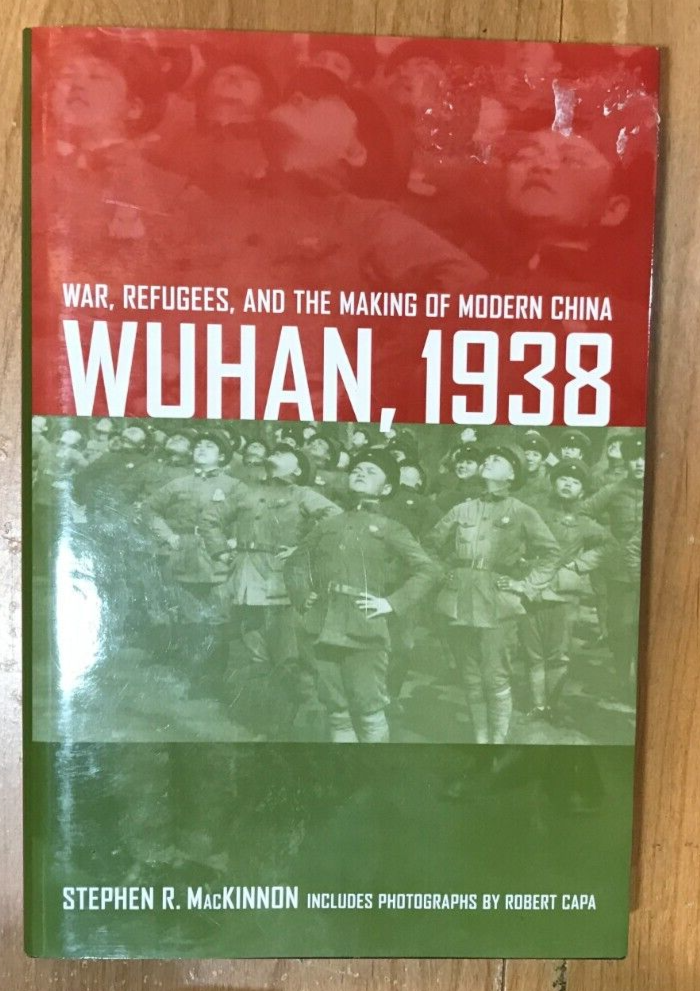 WAR, REFUGEES, AND THE MAKING OF MODERN CHINA
WUHAN, 1938
STEPHEN R. MacKINNON INCLUDES PHOTOGRAPHS BY ROBERT CAPA